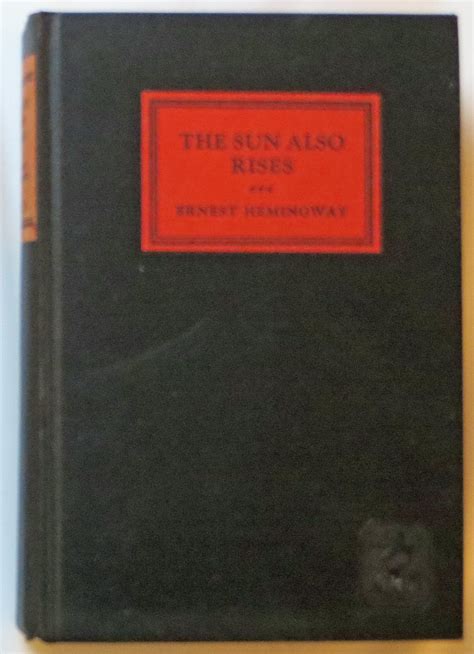 THE SUN ALSO
RISES
ERNEST HEMINGWAY